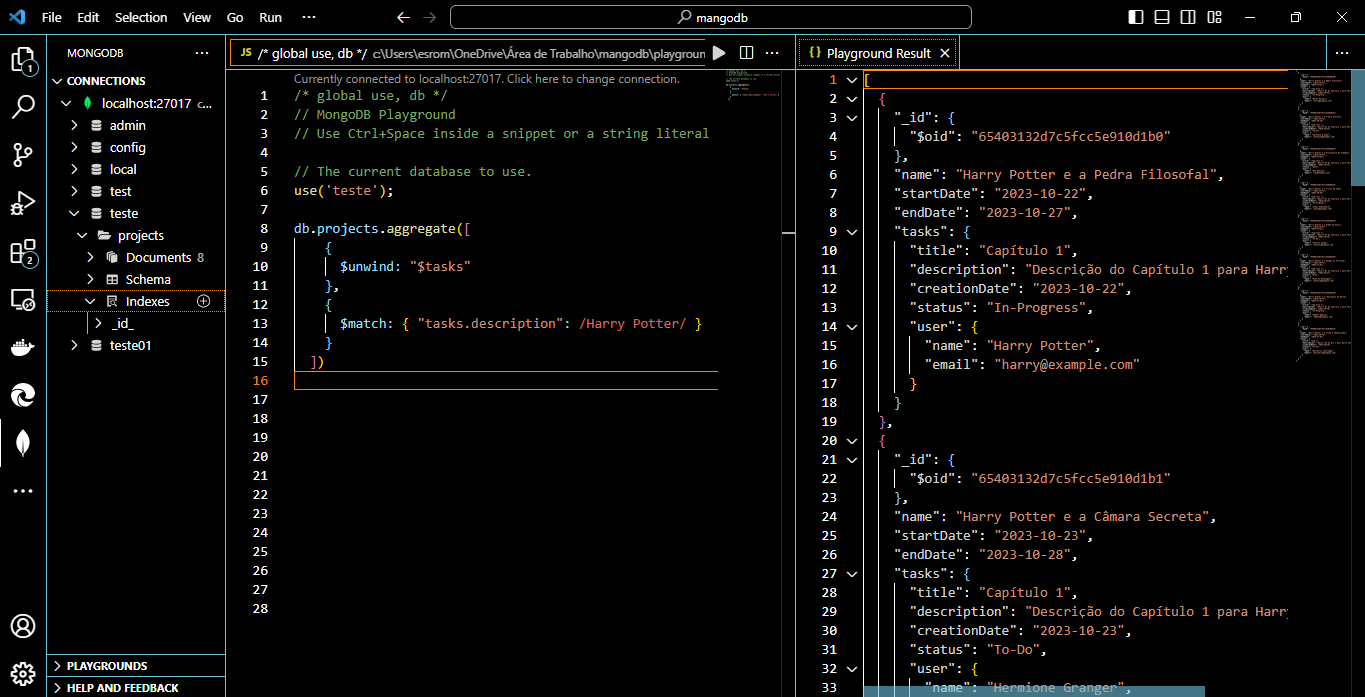 File Edit Selection View Go Run ··· mangodb
MONGODB ···
CONNECTIONS
localhost:27017 c...
admin
config
local
test
teste
projects
Documents 8
Schema
Indexes
_id_
teste01
PLAYGROUNDS
HELP AND FEEDBACK
1
2
JS /* global use, db */ c:\Users\esrom\OneDrive\Área de Trabalho\mangodb\playgroun
Currently connected to localhost:27017. Click here to change connection.
1 /* global use, db */
2 // MongoDB Playground
3 // Use Ctrl+Space inside a snippet or a string literal
4
5 // The current database to use.
6 use('teste');
7
8 db.projects.aggregate([
9 {
10 $unwind: "$tasks"
11 },
12 {
13 $match: { "tasks.description": /Harry Potter/ }
14 }
15 ])
16
17
18
19
20
21
22
23
24
25
26
27
28
{} Playground Result
1 [
2 {
3 "_id": {
4 "$oid": "65403132d7c5fcc5e910d1b0"
5 },
6 "name": "Harry Potter e a Pedra Filosofal",
7 "startDate": "2023-10-22",
8 "endDate": "2023-10-27",
9 "tasks": {
10 "title": "Capítulo 1",
11 "description": "Descrição do Capítulo 1 para Harr
12 "creationDate": "2023-10-22",
13 "status": "In-Progress",
14 "user": {
15 "name": "Harry Potter",
16 "email": "harry@example.com"
17 }
18 }
19 },
20 {
21 "_id": {
22 "$oid": "65403132d7c5fcc5e910d1b1"
23 },
24 "name": "Harry Potter e a Câmara Secreta",
25 "startDate": "2023-10-23",
26 "endDate": "2023-10-28",
27 "tasks": {
28 "title": "Capítulo 1",
29 "description": "Descrição do Capítulo 1 para Harr
30 "creationDate": "2023-10-23",
31 "status": "To-Do",
32 "user": {
33 "name": "Hermione Granger",